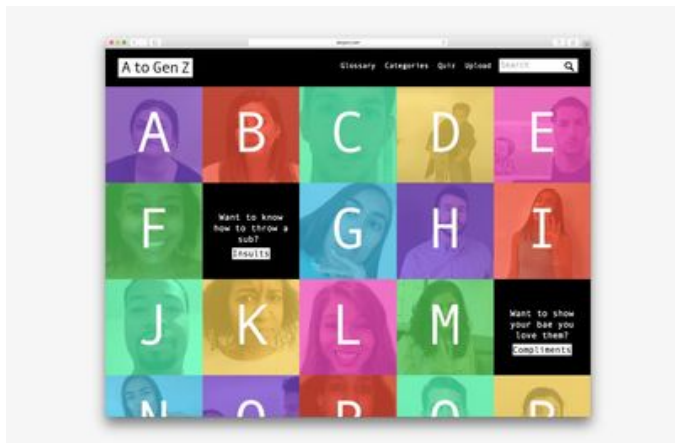 A to Gen Z
Glossary Categories Quiz Upload Search
A B C D E
F
Want to know
how to throw a
sub?
Insults
G H I
J K L M
Want to show
your bae you
love them?
Compliments
N O P Q R